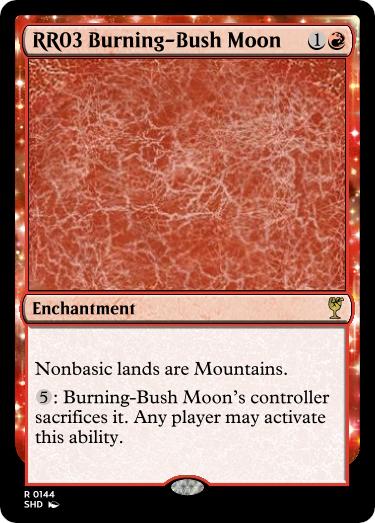 RR03 Burning-Bush Moon 1
Enchantment
Nonbasic lands are Mountains.
5: Burning-Bush Moon's controller
sacrifices it. Any player may activate
this ability.
R 0144
SHD